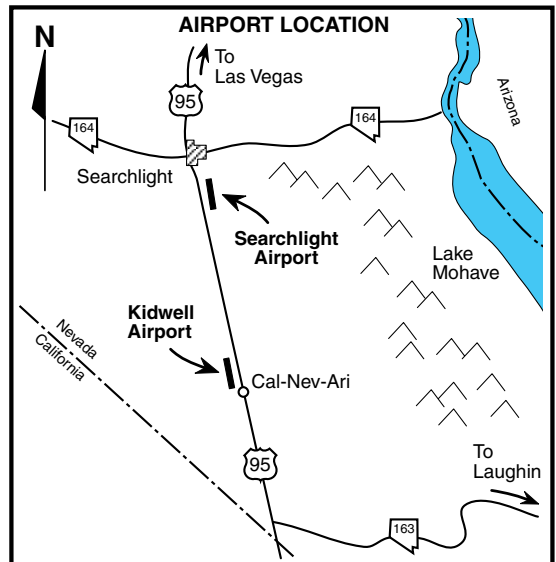 AIRPORT LOCATION
N
To
Las Vegas
95
Arizona
164
164
Searchlight
Searchlight
Airport
Lake
Mohave
Kidwell
Airport
Nevada
California
Cal-Nev-Ari
95
To
Laughin
163